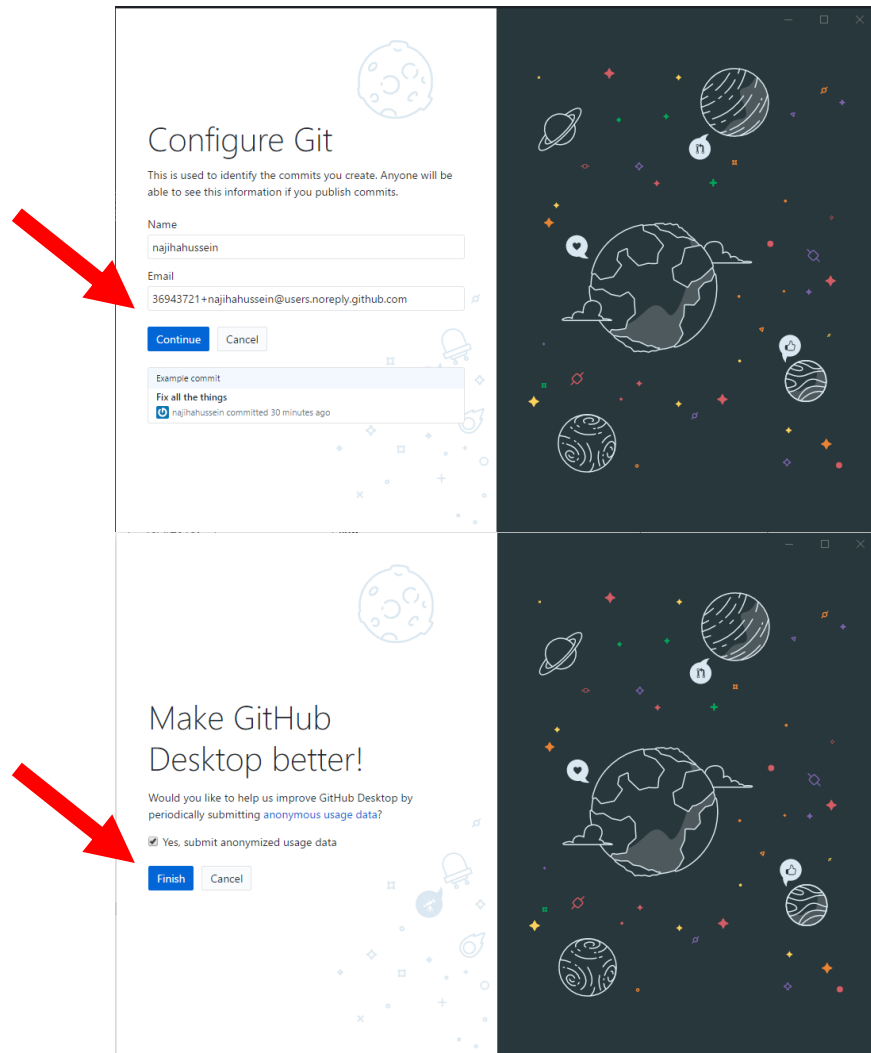 Configure Git
This is used to identify the commits you create. Anyone will be
able to see this information if you publish commits.
Name
najihahussein
Email
36943721+najihahussein@users.noreply.github.com
Continue Cancel
Example commit
Fix all the things
najihahussein committed 30 minutes ago
Make GitHub
Desktop better!
Would you like to help us improve GitHub Desktop by
periodically submitting anonymous usage data?
Yes, submit anonymized usage data
Finish Cancel